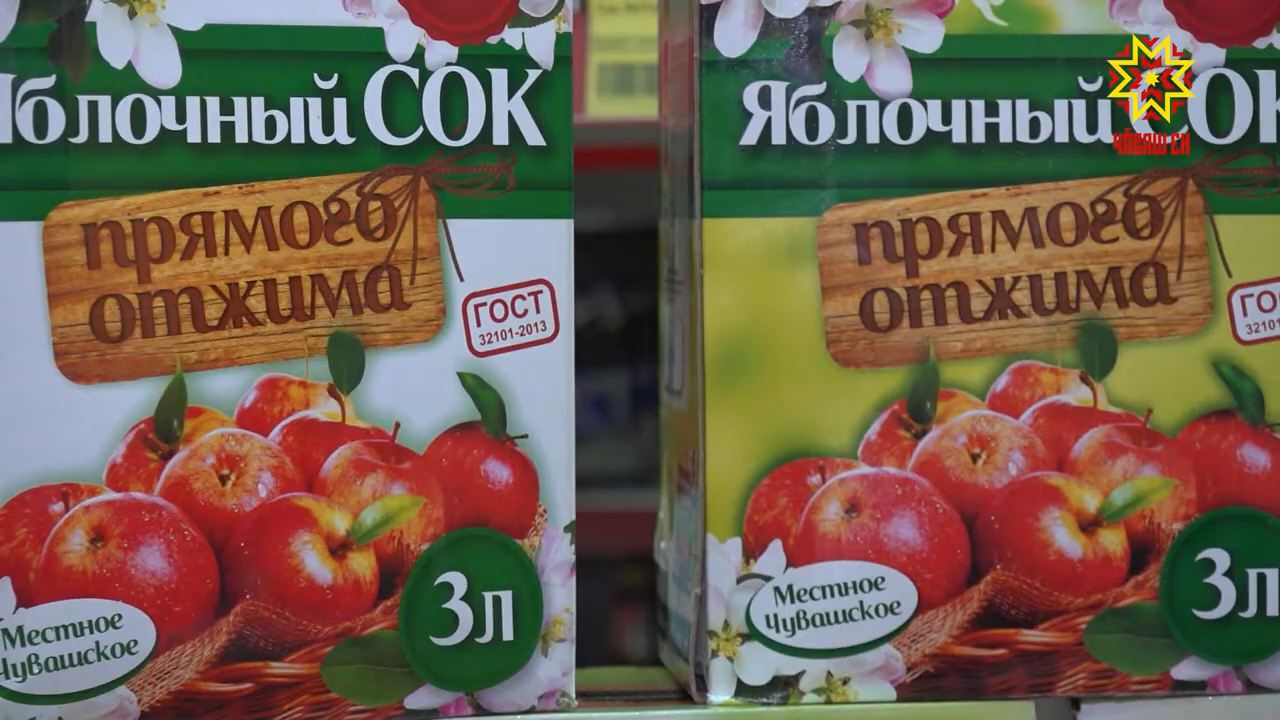 Яблочный СОК
прямого
отжима
ГОСТ
32101-2013
Местное
Чувашское
3л
Яблочный СОК
прямого
отжима
ГОС
32101
Местное
Чувашское
3л
ЧӐВАШ ЕН